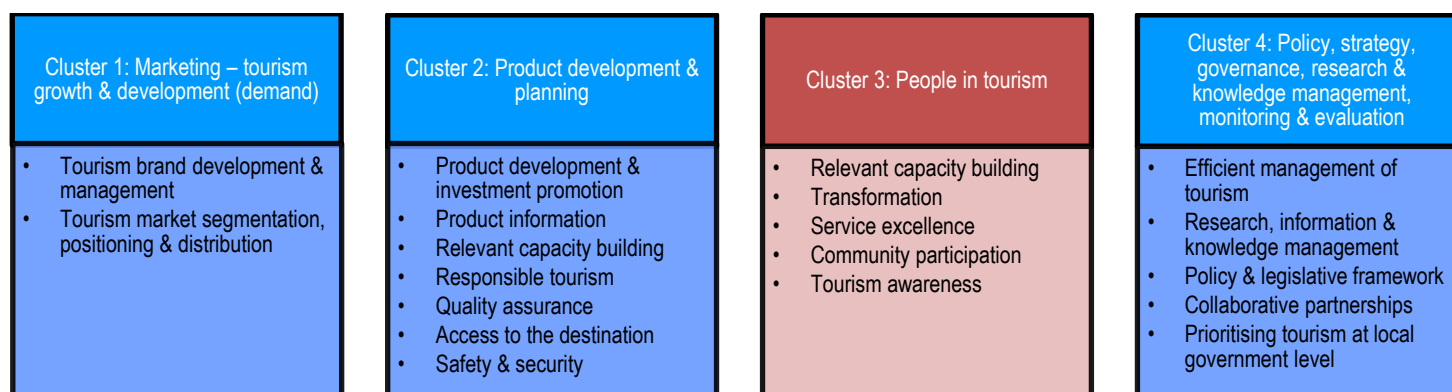 Cluster 1: Marketing – tourism
growth & development (demand)
• Tourism brand development &
management
• Tourism market segmentation,
positioning & distribution
Cluster 2: Product development &
planning
• Product development &
investment promotion
• Product information
• Relevant capacity building
• Responsible tourism
• Quality assurance
• Access to the destination
• Safety & security
Cluster 3: People in tourism
• Relevant capacity building
• Transformation
• Service excellence
• Community participation
• Tourism awareness
Cluster 4: Policy, strategy,
governance, research &
knowledge management,
monitoring & evaluation
• Efficient management of
tourism
• Research, information &
knowledge management
• Policy & legislative framework
• Collaborative partnerships
• Prioritising tourism at local
government level